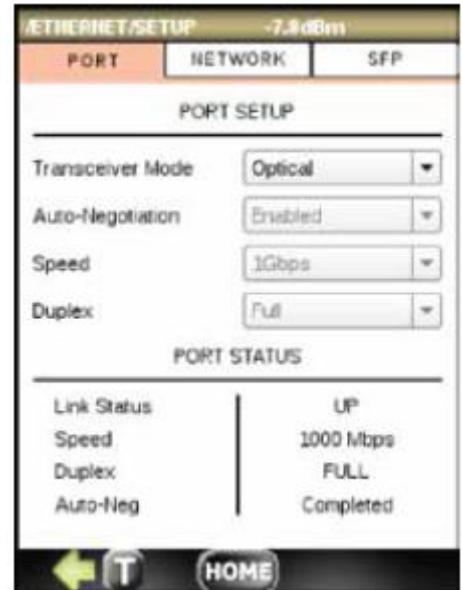 /ETHERNET/SETUP -7.8dBm
PORT NETWORK SFP
PORT SETUP
Transceiver Mode Optical
Auto-Negotiation Enabled
Speed 1Gbps
Duplex Full
PORT STATUS
Link Status UP
Speed 1000 Mbps
Duplex FULL
Auto-Neg Completed
T HOME